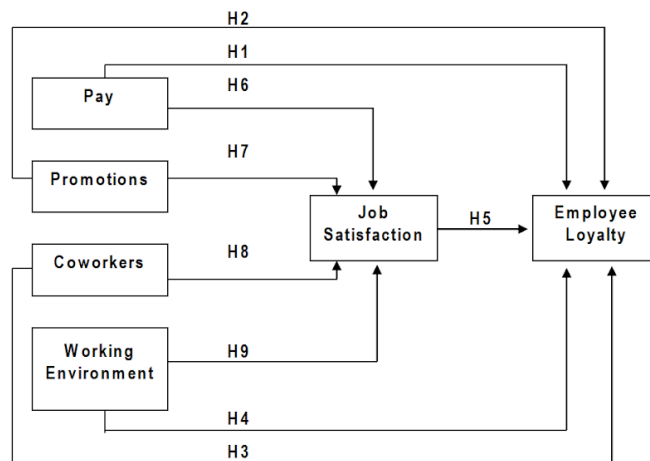 H2
H1
Pay
H6
Promotions
H7
Job
Satisfaction
H5
Employee
Loyalty
Coworkers
H8
Working
Environment
H9
H4
H3